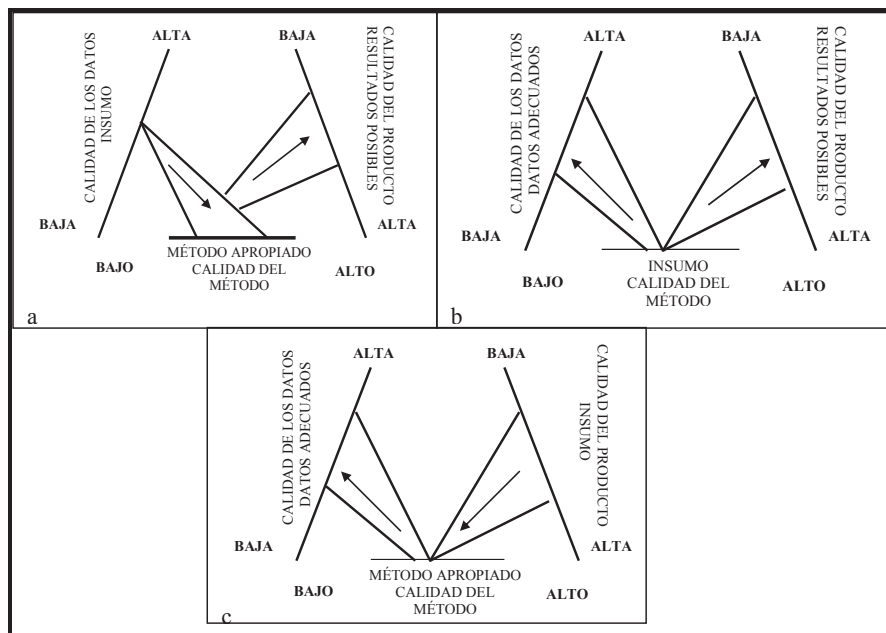 ALTA
BAJA
CALIDAD DE LOS DATOS
INSUMO
CALIDAD DEL PRODUCTO
RESULTADOS POSIBLES
BAJA
ALTA
BAJO
MÉTODO APROPIADO
CALIDAD DEL
MÉTODO
ALTO
a
ALTA
BAJA
CALIDAD DE LOS DATOS
DATOS ADECUADOS
CALIDAD DEL PRODUCTO
RESULTADOS POSIBLES
BAJA
ALTA
BAJO
INSUMO
CALIDAD DEL
MÉTODO
ALTO
b
ALTA
BAJA
CALIDAD DE LOS DATOS
DATOS ADECUADOS
CALIDAD DEL PRODUCTO
INSUMO
BAJA
ALTA
BAJO
MÉTODO APROPIADO
CALIDAD DEL
MÉTODO
ALTO
c